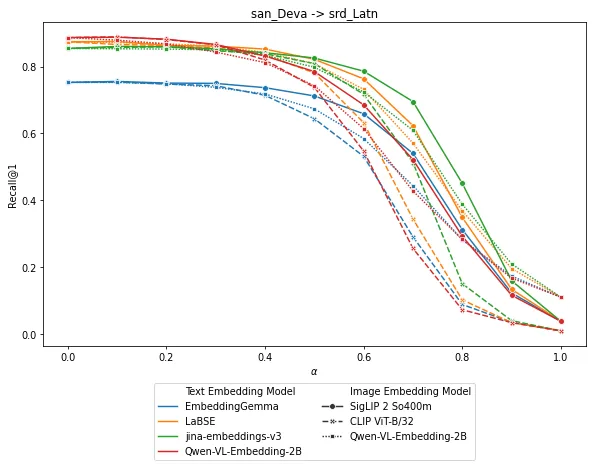 san_Deva -> srd_Latn
Recall@1
0.8
0.6
0.4
0.2
0.0
0.0 0.2 0.4 0.6 0.8 1.0
α
Text Embedding Model Image Embedding Model
EmbeddingGemma SigLIP 2 So400m
LaBSE CLIP ViT-B/32
jina-embeddings-v3 Qwen-VL-Embedding-2B
Qwen-VL-Embedding-2B